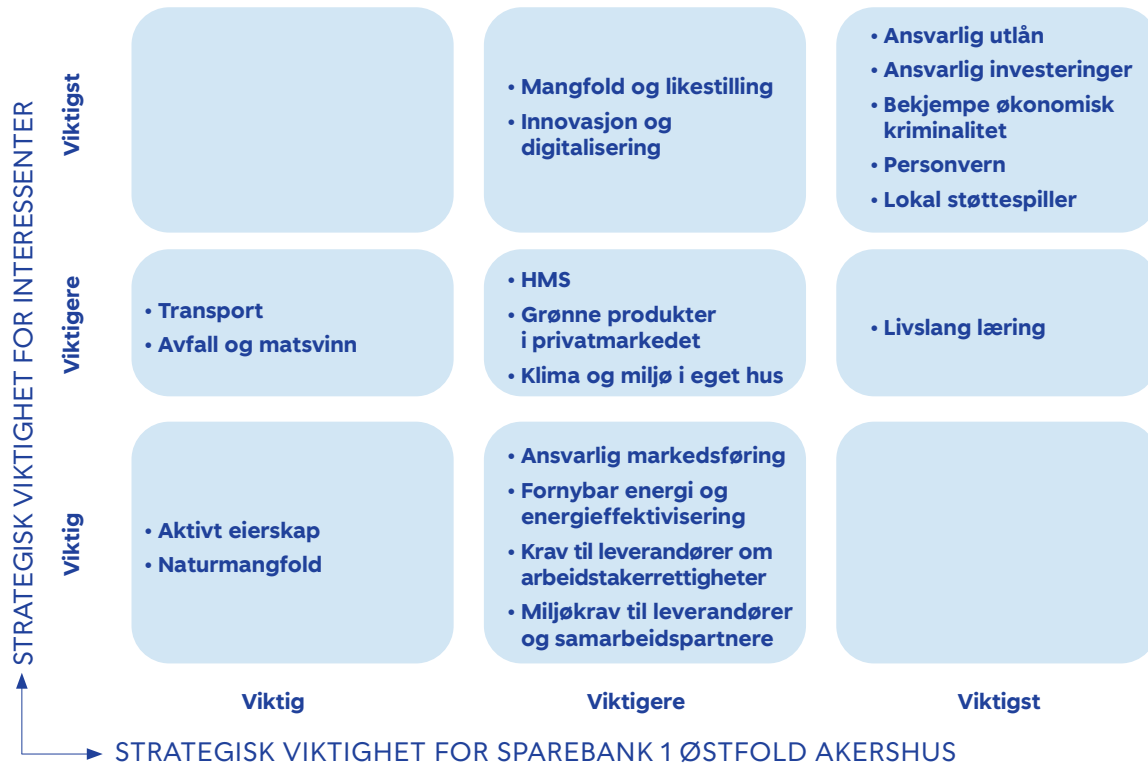 STRATEGISK VIKTIGHET FOR INTERESSENTER
Viktigst
• Mangfold og likestilling
• Innovasjon og
digitalisering
• Ansvarlig utlån
• Ansvarlig investeringer
• Bekjempe økonomisk
kriminalitet
• Personvern
• Lokal støttespiller
Viktigere
• Transport
• Avfall og matsvinn
• HMS
• Grønne produkter
i privatmarkedet
• Klima og miljø i eget hus
• Livslang læring
Viktig
• Aktivt eierskap
• Naturmangfold
• Ansvarlig markedsføring
• Fornybar energi og
energieffektivisering
• Krav til leverandører om
arbeidstakerrettigheter
• Miljøkrav til leverandører
og samarbeidspartnere
Viktig
Viktigere
Viktigst
STRATEGISK VIKTIGHET FOR SPAREBANK 1 ØSTFOLD AKERSHUS